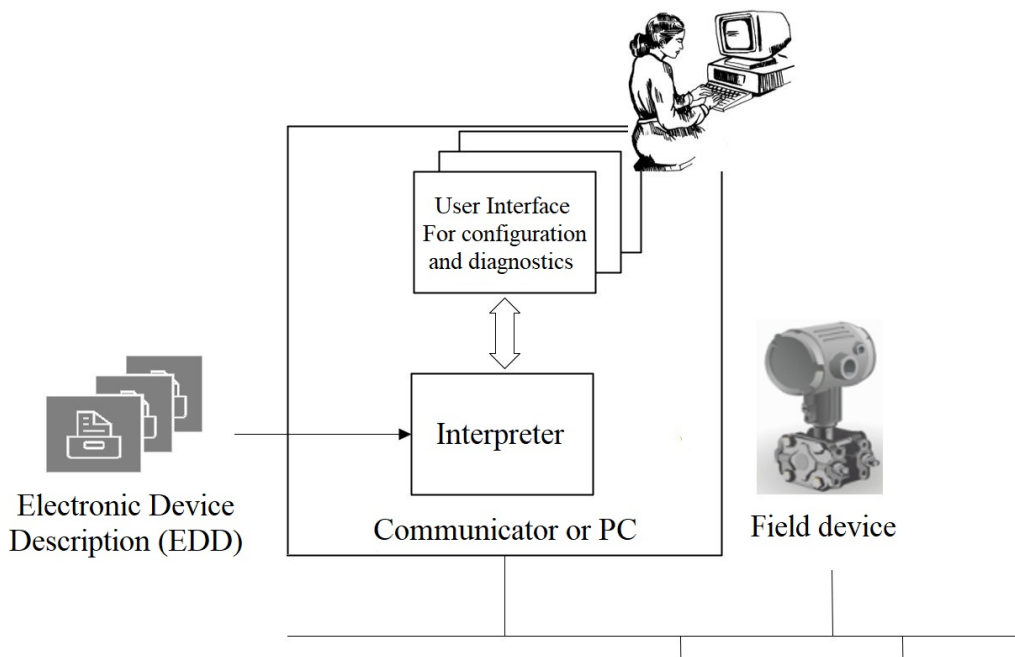 User Interface
For configuration
and diagnostics
Interpreter
Electronic Device
Description (EDD)
Communicator or PC
Field device